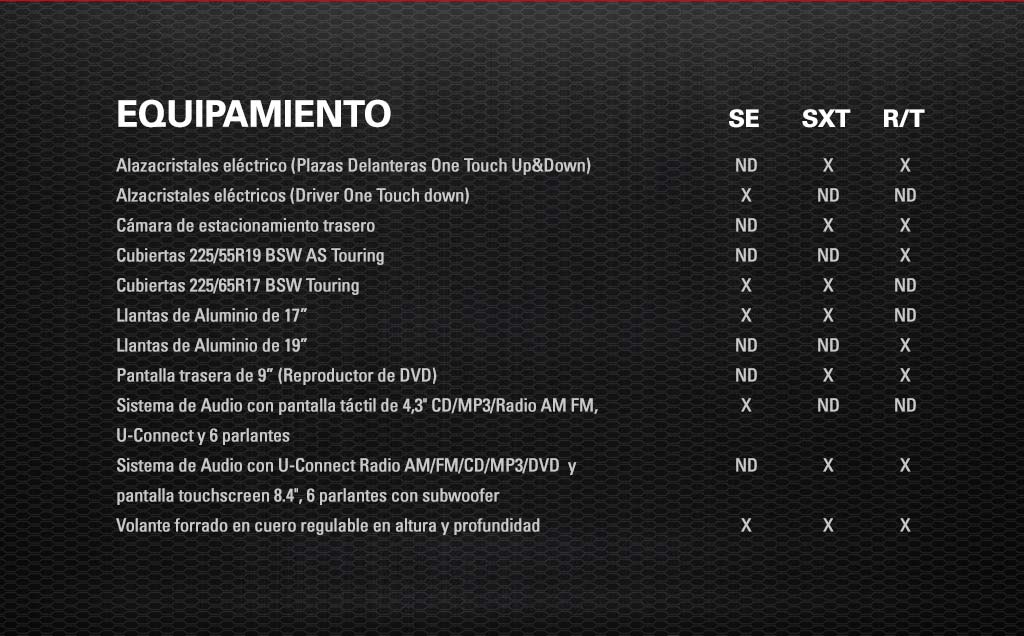 EQUIPAMIENTO SE SXT R/T
Alazacristales eléctrico (Plazas Delanteras One Touch Up&Down) ND X X
Alzacristales eléctricos (Driver One Touch down) X ND ND
Cámara de estacionamiento trasero ND X X
Cubiertas 225/55R19 BSW AS Touring ND ND X
Cubiertas 225/65R17 BSW Touring X X ND
Llantas de Aluminio de 17” X X ND
Llantas de Aluminio de 19” ND ND X
Pantalla trasera de 9” (Reproductor de DVD) ND X X
Sistema de Audio con pantalla táctil de 4,3" CD/MP3/Radio AM FM, X ND ND
U-Connect y 6 parlantes
Sistema de Audio con U-Connect Radio AM/FM/CD/MP3/DVD y ND X X
pantalla touchscreen 8.4", 6 parlantes con subwoofer
Volante forrado en cuero regulable en altura y profundidad X X X